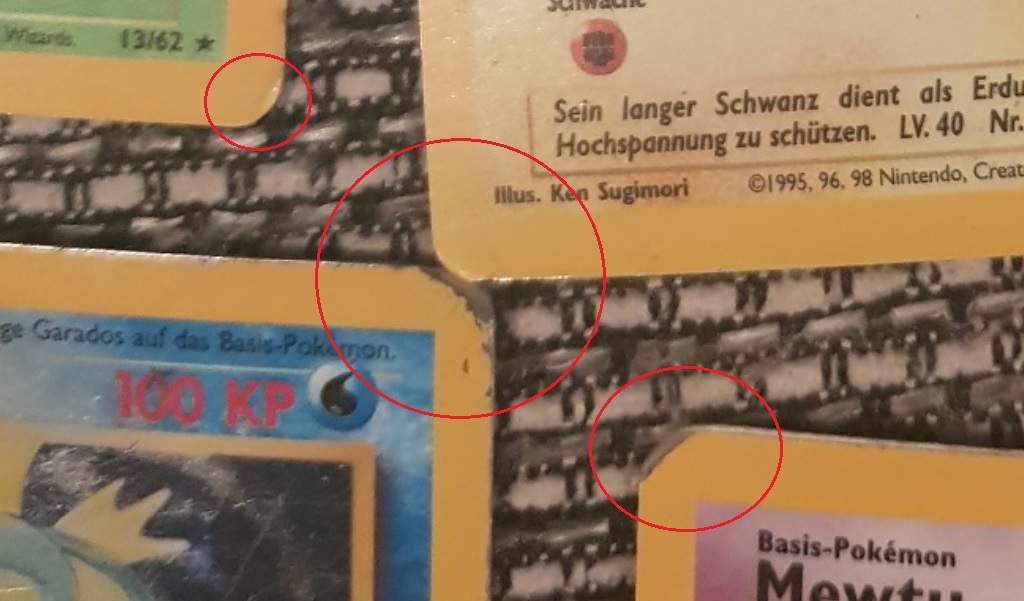 Wizards. 13/62 ★
Schwäche
Sein langer Schwanz dient als Erdu
Hochspannung zu schützen. LV. 40 Nr.
Illus. Ken Sugimori ©1995, 96, 98 Nintendo, Creat
ge Garados auf das Basis-Pokémon.
100 KP
Basis-Pokémon
Mewtu